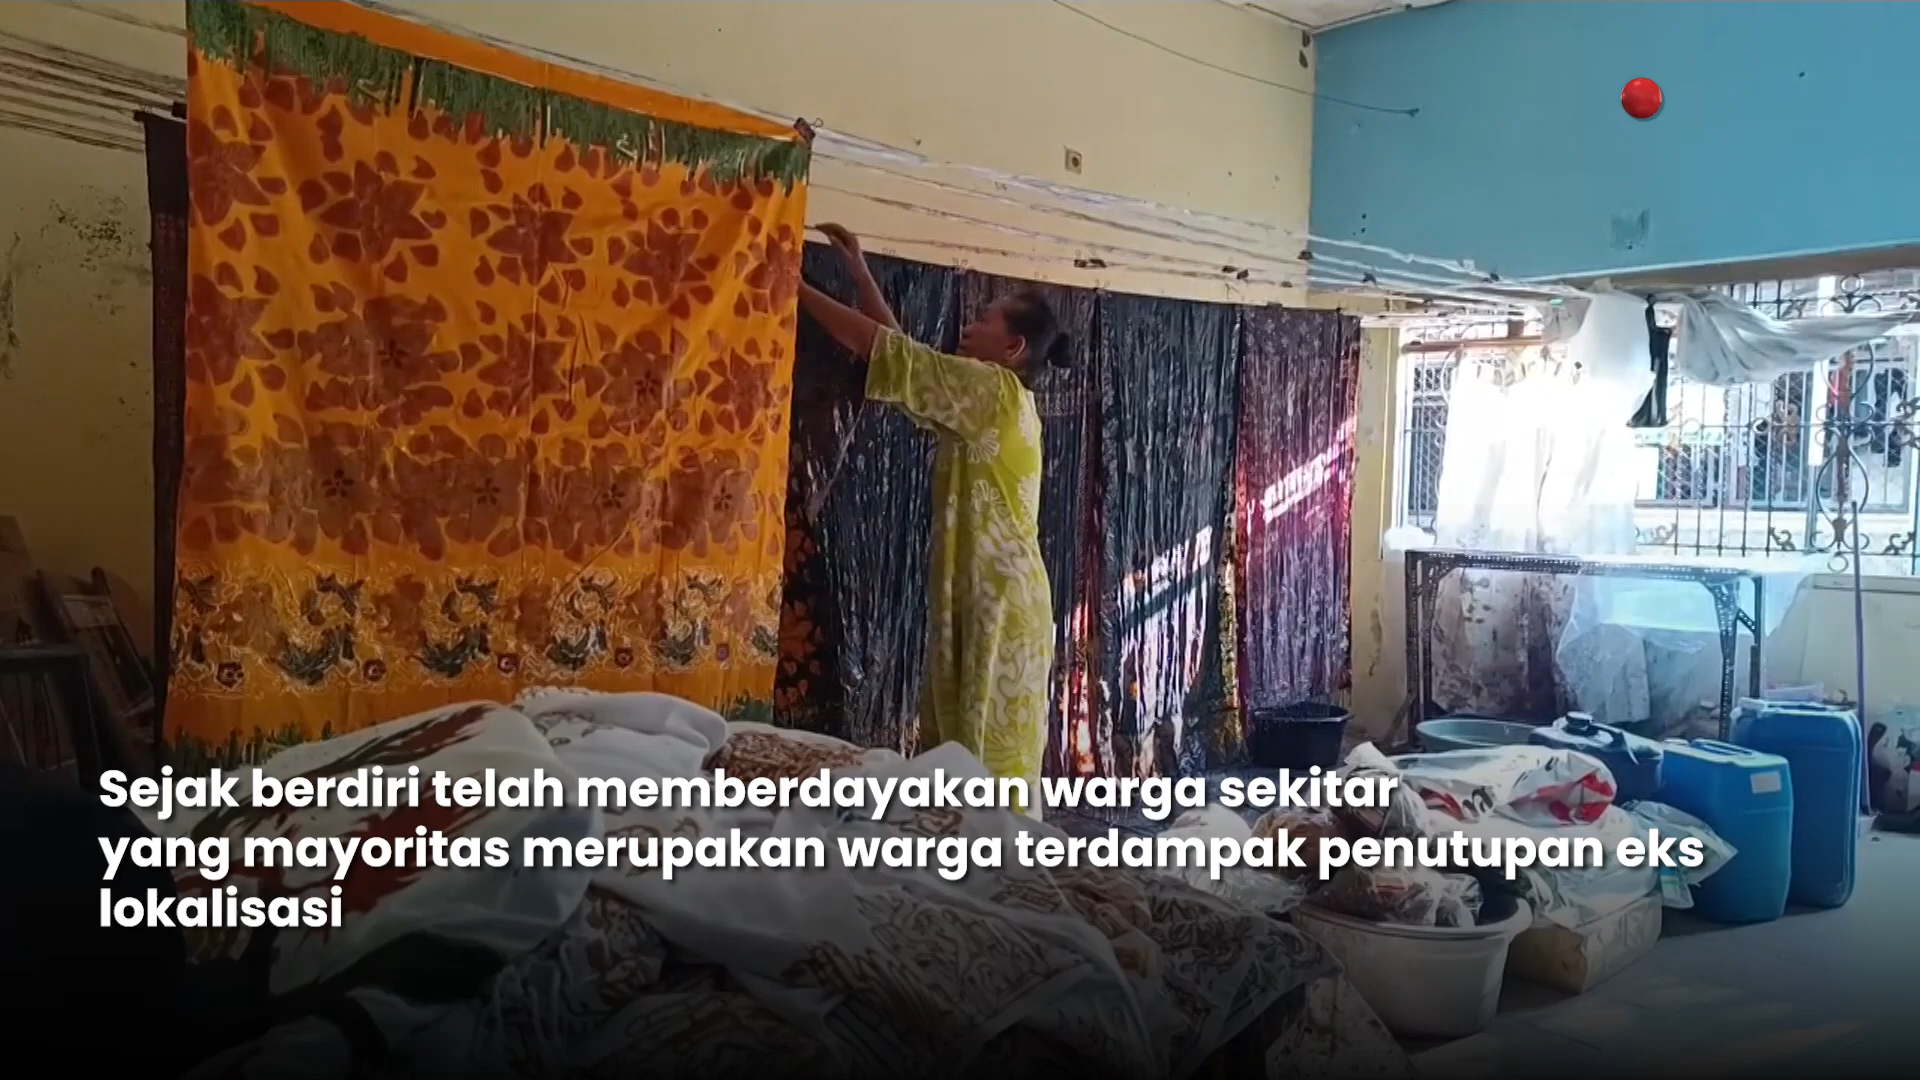 Sejak berdiri telah memberdayakan warga sekitar
yang mayoritas merupakan warga terdampak penutupan eks
lokalisasi